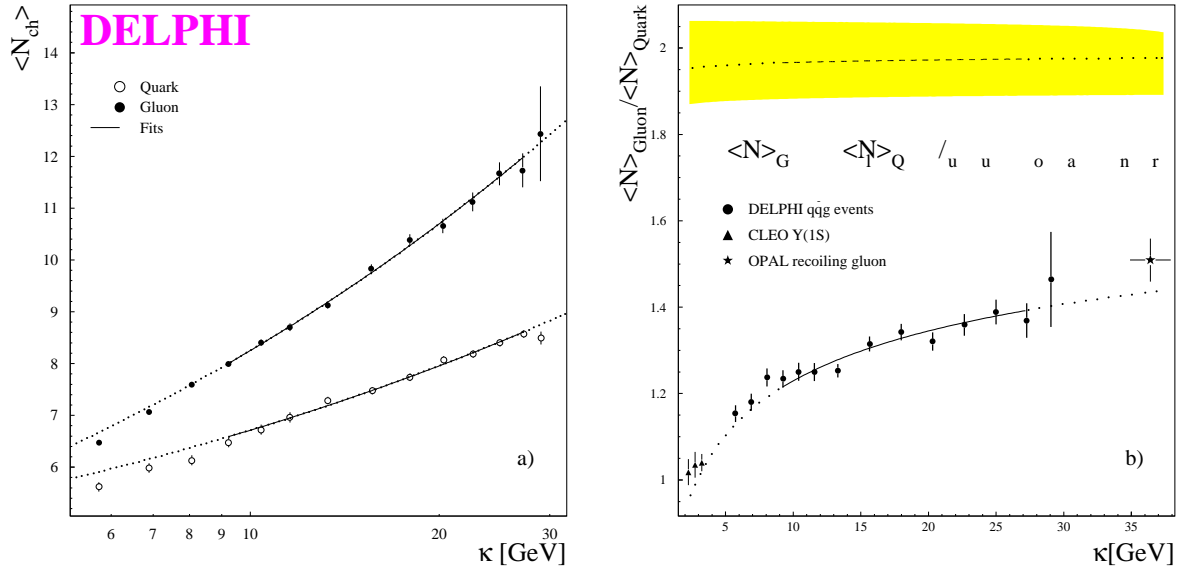 <N_ch>
DELPHI
Quark
Gluon
Fits
14
13
12
11
10
9
8
7
6
a)
6 7 8 9 10 20 30
κ [GeV]
<N>_Gluon/<N>_Quark
2
1.8
1.6
1.4
1.2
1
<N>_G <N>_Q / u u o a n r
DELPHI qq̄g events
CLEO Y(1S)
OPAL recoiling gluon
b)
5 10 15 20 25 30 35
κ[GeV]